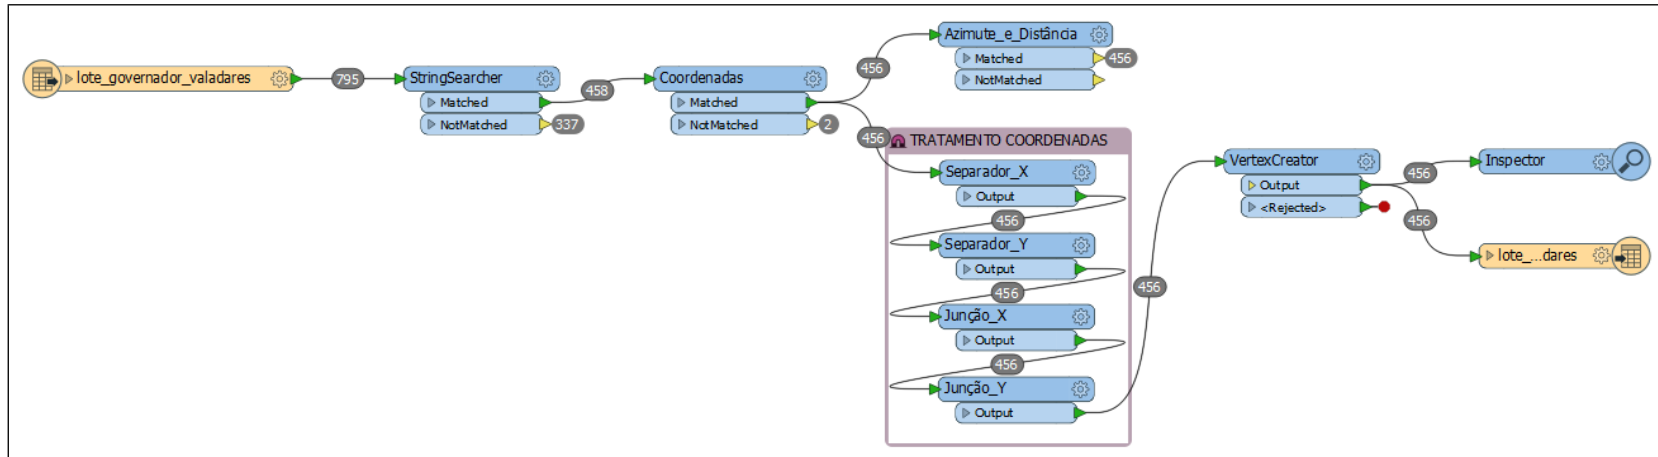 lote_governador_valadares
795
StringSearcher
Matched
NotMatched
458
337
Coordenadas
Matched
NotMatched
2
456
456
Azimute_e_Distância
Matched
NotMatched
456
TRATAMENTO COORDENADAS
Separador_X
Output
456
Separador_Y
Output
456
Junção_X
Output
456
Junção_Y
Output
456
VertexCreator
Output
<Rejected>
456
456
Inspector
lote_...dares